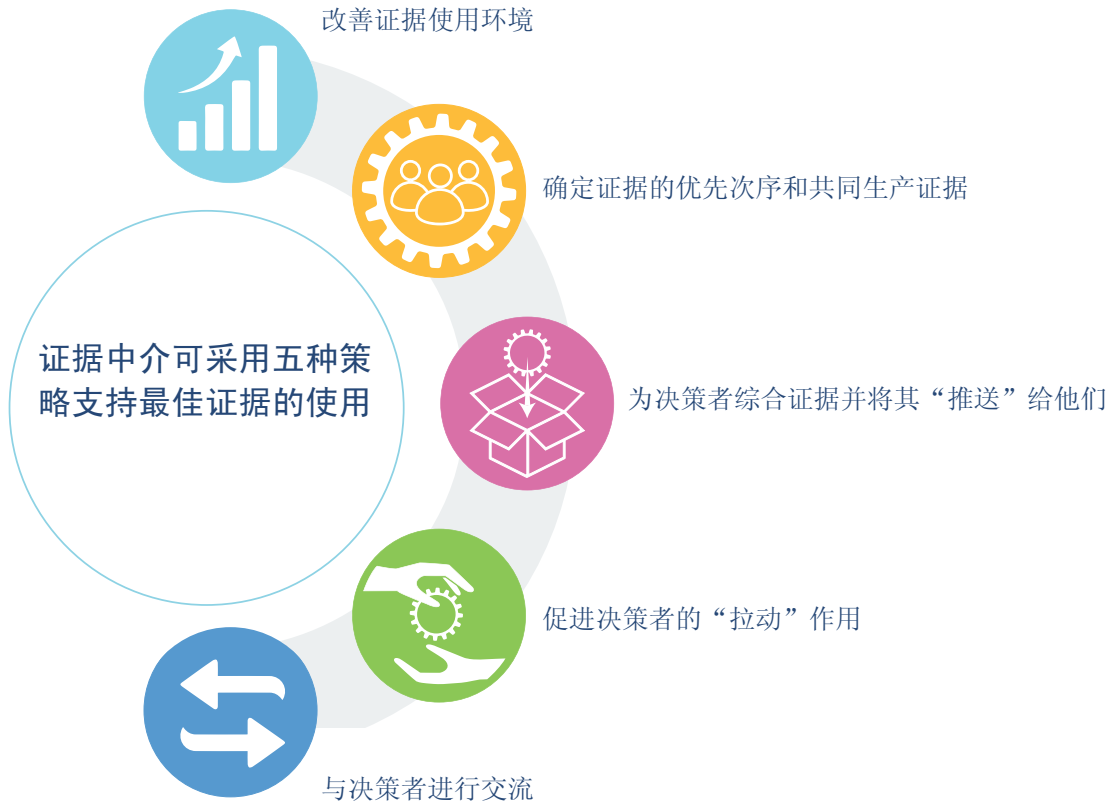 改善证据使用环境
确定证据的优先次序和共同生产证据
证据中介可采用五种策
略支持最佳证据的使用
为决策者综合证据并将其“推送”给他们
促进决策者的“拉动”作用
与决策者进行交流